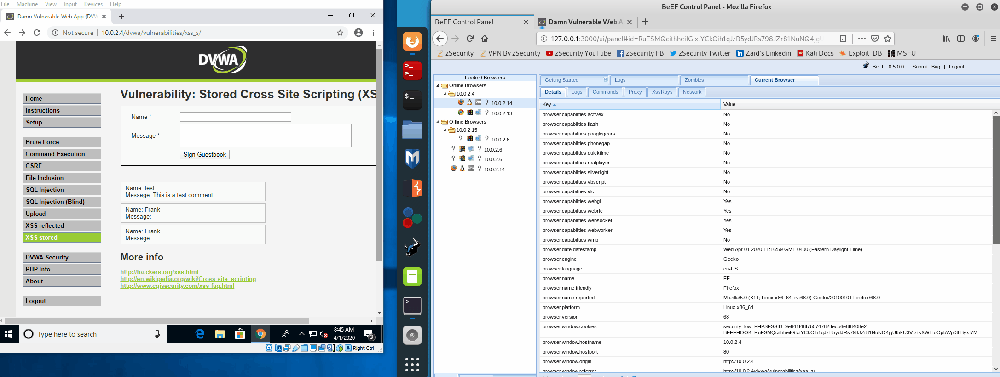 File Machine View Input Devices Help
Damn Vulnerable Web App (DVW
Not secure | 10.0.2.4/dvwa/vulnerabilities/xss_s/
DVWA
Home
Instructions
Setup
Brute Force
Command Execution
CSRF
File Inclusion
SQL Injection
SQL Injection (Blind)
Upload
XSS reflected
XSS stored
DVWA Security
PHP Info
About
Logout
Vulnerability: Stored Cross Site Scripting (XS
Name *
Message *
Sign Guestbook
Name: test
Message: This is a test comment.
Name: Frank
Message:
Name: Frank
Message:
More info
http://ha.ckers.org/xss.html
http://en.wikipedia.org/wiki/Cross-site_scripting
http://www.cgisecurity.com/xss-faq.html
Type here to search
8:45 AM
4/1/2020
3
Right Ctrl
BeEF Control Panel - Mozilla Firefox
BeEF Control Panel
Damn Vulnerable Web A
127.0.0.1:3000/ui/panel#id=RuESMQcithheilGIxtYCkOih1qJzB5ydJRs798JZr81NuNQ4jgU
zSecurity VPN By zSecurity zSecurity YouTube zSecurity FB zSecurity Twitter Zaid's Linkedin Kali Docs Exploit-DB MSFU
BeEF 0.5.0.0 | Submit Bug | Logout
Hooked Browsers
Online Browsers
10.0.2.4
? 10.0.2.14
? 10.0.2.13
Offline Browsers
10.0.2.15
? ? 10.0.2.6
? ? 10.0.2.6
? ? 10.0.2.6
? 10.0.2.14
Getting Started Logs Zombies Current Browser
Details Logs Commands Proxy XssRays Network
Key Value
browser.capabilities.activex No
browser.capabilities.flash No
browser.capabilities.googlegears No
browser.capabilities.phonegap No
browser.capabilities.quicktime No
browser.capabilities.realplayer No
browser.capabilities.silverlight No
browser.capabilities.vbscript No
browser.capabilities.vlc No
browser.capabilities.webgl Yes
browser.capabilities.webrtc Yes
browser.capabilities.websocket Yes
browser.capabilities.webworker Yes
browser.capabilities.wmp No
browser.date.datestamp Wed Apr 01 2020 11:16:59 GMT-0400 (Eastern Daylight Time)
browser.engine Gecko
browser.language en-US
browser.name FF
browser.name.friendly Firefox
browser.name.reported Mozilla/5.0 (X11; Linux x86_64; rv:68.0) Gecko/20100101 Firefox/68.0
browser.platform Linux x86_64
browser.version 68
browser.window.cookies security=low; PHPSESSID=9e641f48f7b074782ffecb6e8f8408e2;
BEEFHOOK=RuESMQcithheilGIxtYCkOih1qJzB5ydJRs798JZr81NuNQ4jgUf5kU3VrztsXWTfqOpbWpI36ByxI7M
browser.window.hostname 10.0.2.4
browser.window.hostport 80
browser.window.origin http://10.0.2.4
browser.window.referrer http://10.0.2.4/dvwa/vulnerabilities/xss_s/